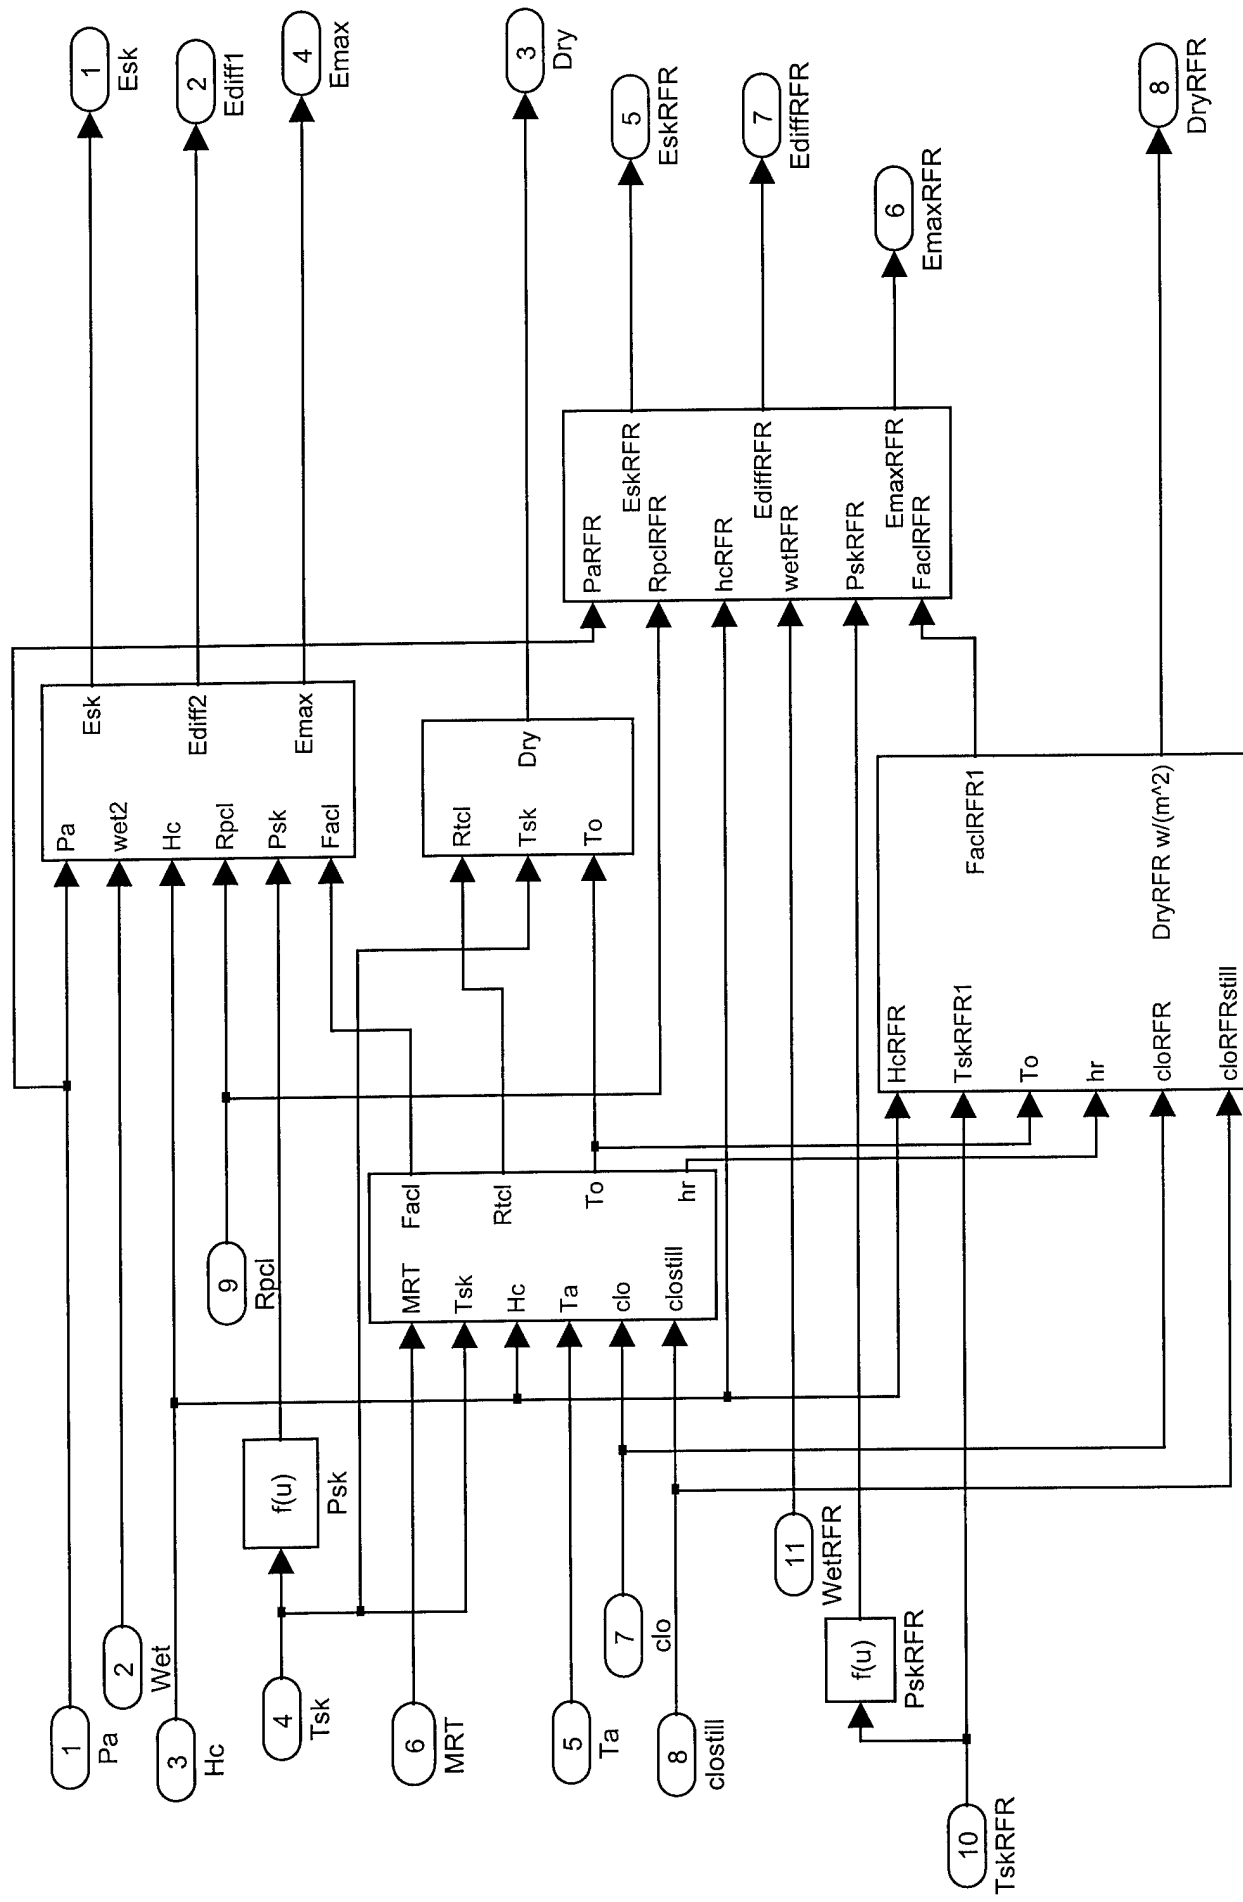 1
Pa
2
Wet
3
Hc
4
Tsk
6
MRT
5
Ta
7
clo
8
clostill
11
WetRFR
10
TskRFR
f(u)
Psk
f(u)
PskRFR
9
Rpcl
MRT
Tsk
Hc
Ta
clo
clostill
Facl
Rtcl
To
hr
Pa
wet2
Hc
Rpcl
Psk
Facl
Esk
Ediff2
Emax
Rtcl
Tsk
To
Dry
HcRFR
TskRFR1
To
hr
cloRFR
cloRFRstill
FaclRFR1
DryRFR w/(m^2)
PaRFR
RpclRFR
hcRFR
wetRFR
PskRFR
FaclRFR
EskRFR
EdiffRFR
EmaxRFR
1
Esk
2
Ediff1
4
Emax
3
Dry
5
EskRFR
7
EdiffRFR
6
EmaxRFR
8
DryRFR